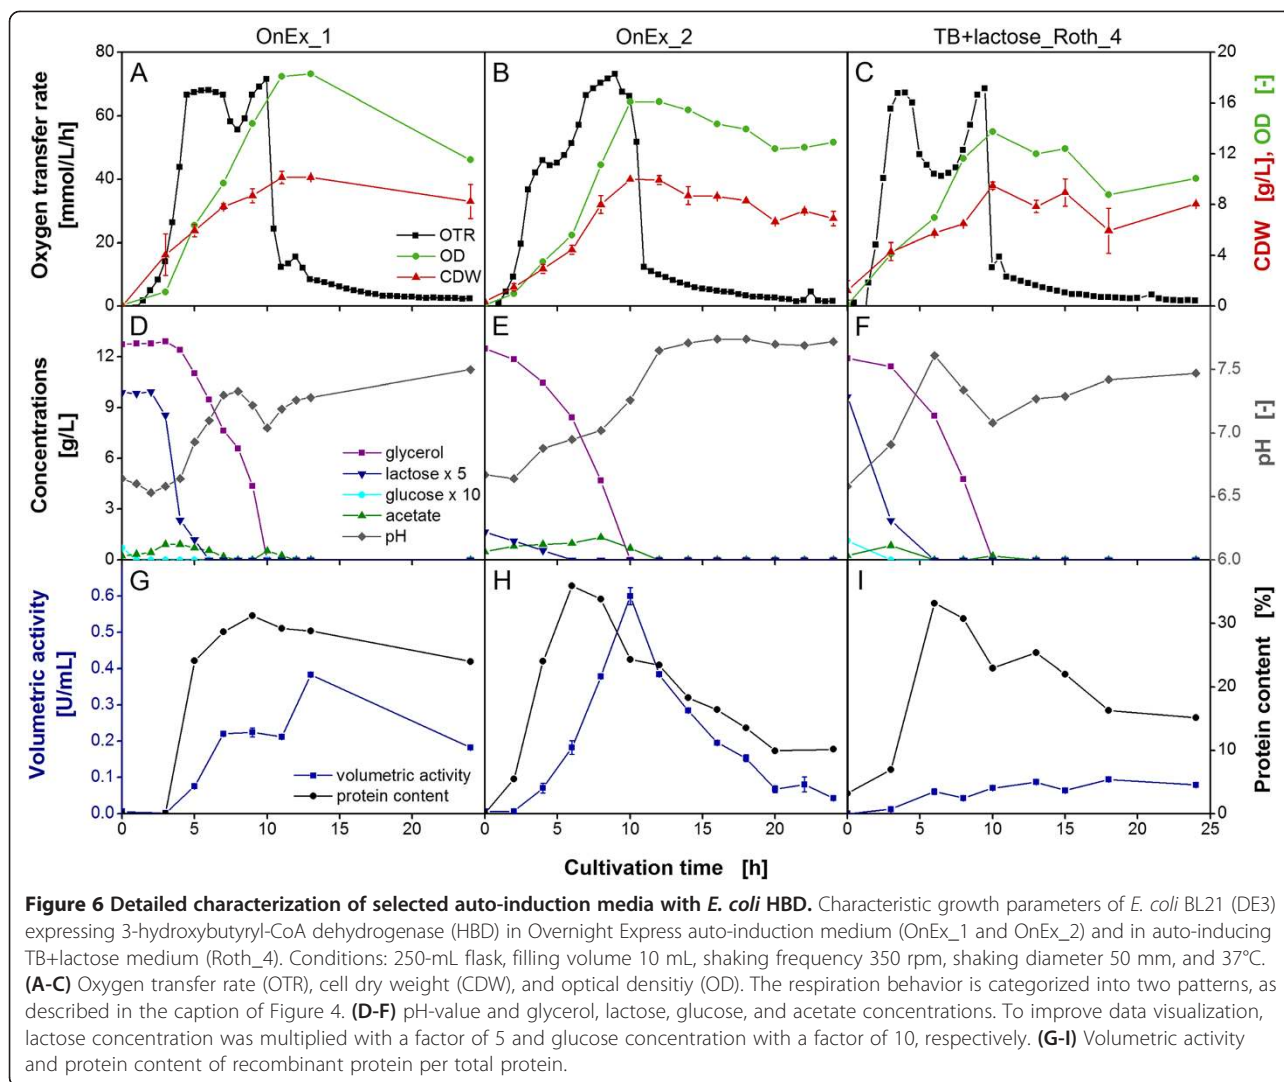 OnEx_1 OnEx_2 TB+lactose_Roth_4
80 A B C 20
Oxygen transfer rate
[mmol/L/h]
60
40
20
0
OTR
OD
CDW
16
12
8
4
0
CDW [g/L], OD [-]
D E F
Concentrations
[g/L]
12
9
6
3
0
glycerol
lactose x 5
glucose x 10
acetate
pH
7.5
7.0
6.5
6.0
pH [-]
G H I
Volumetric activity
[U/mL]
0.6
0.5
0.4
0.3
0.2
0.1
0.0
volumetric activity
protein content
30
20
10
0
Protein content [%]
0 5 10 15 20 0 5 10 15 20 0 5 10 15 20 25
Cultivation time [h]
Figure 6 Detailed characterization of selected auto-induction media with E. coli HBD. Characteristic growth parameters of E. coli BL21 (DE3)
expressing 3-hydroxybutyryl-CoA dehydrogenase (HBD) in Overnight Express auto-induction medium (OnEx_1 and OnEx_2) and in auto-inducing
TB+lactose medium (Roth_4). Conditions: 250-mL flask, filling volume 10 mL, shaking frequency 350 rpm, shaking diameter 50 mm, and 37°C.
(A-C) Oxygen transfer rate (OTR), cell dry weight (CDW), and optical densitiy (OD). The respiration behavior is categorized into two patterns, as
described in the caption of Figure 4. (D-F) pH-value and glycerol, lactose, glucose, and acetate concentrations. To improve data visualization,
lactose concentration was multiplied with a factor of 5 and glucose concentration with a factor of 10, respectively. (G-I) Volumetric activity
and protein content of recombinant protein per total protein.